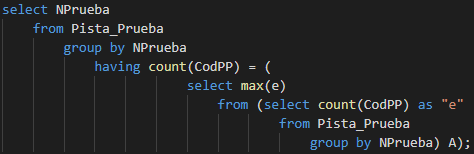 select NPrueba
from Pista_Prueba
group by NPrueba
having count(CodPP) = (
select max(e)
from (select count(CodPP) as "e"
from Pista_Prueba
group by NPrueba) A);